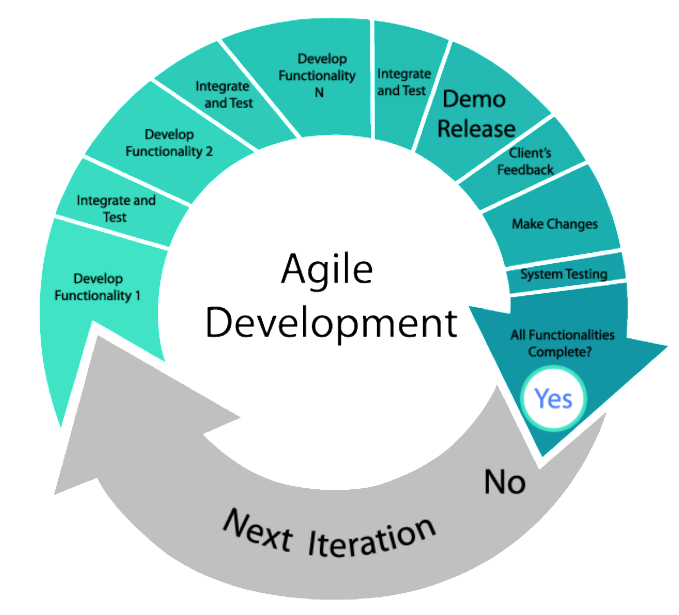 Agile
Development
Develop
Functionality 1
Integrate and
Test
Develop
Functionality 2
Integrate
and Test
Develop
Functionality
N
Integrate
and Test
Demo
Release
Client's
Feedback
Make Changes
System Testing
All Functionalities
Complete?
Yes
No
Next Iteration